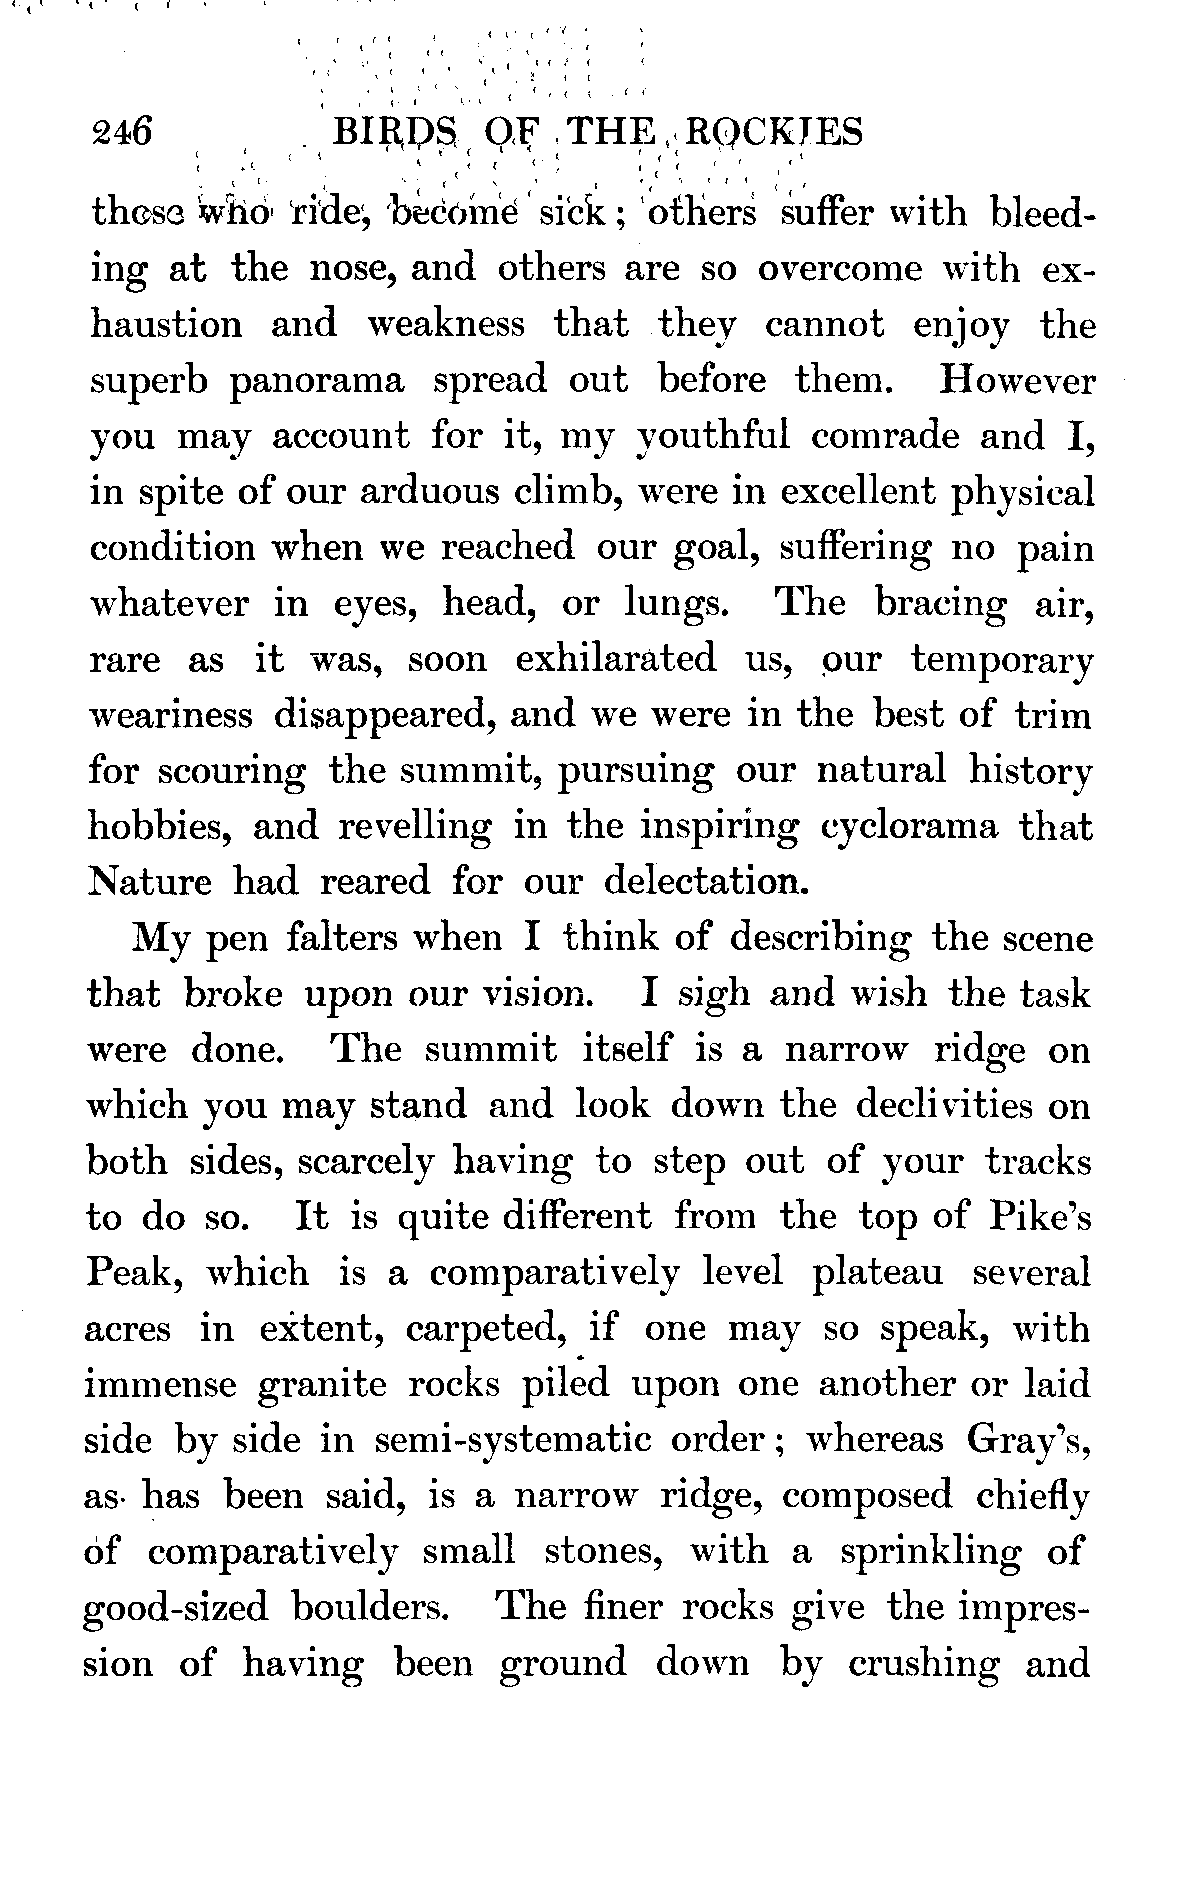 246 BIRDS OF THE ROCKIES
those who ride, become sick; others suffer with bleed-
ing at the nose, and others are so overcome with ex-
haustion and weakness that they cannot enjoy the
superb panorama spread out before them. However
you may account for it, my youthful comrade and I,
in spite of our arduous climb, were in excellent physical
condition when we reached our goal, suffering no pain
whatever in eyes, head, or lungs. The bracing air,
rare as it was, soon exhilarated us, our temporary
weariness disappeared, and we were in the best of trim
for scouring the summit, pursuing our natural history
hobbies, and revelling in the inspiring cyclorama that
Nature had reared for our delectation.
My pen falters when I think of describing the scene
that broke upon our vision. I sigh and wish the task
were done. The summit itself is a narrow ridge on
which you may stand and look down the declivities on
both sides, scarcely having to step out of your tracks
to do so. It is quite different from the top of Pike's
Peak, which is a comparatively level plateau several
acres in extent, carpeted, if one may so speak, with
immense granite rocks piled upon one another or laid
side by side in semi-systematic order; whereas Gray's,
as has been said, is a narrow ridge, composed chiefly
of comparatively small stones, with a sprinkling of
good-sized boulders. The finer rocks give the impres-
sion of having been ground down by crushing and